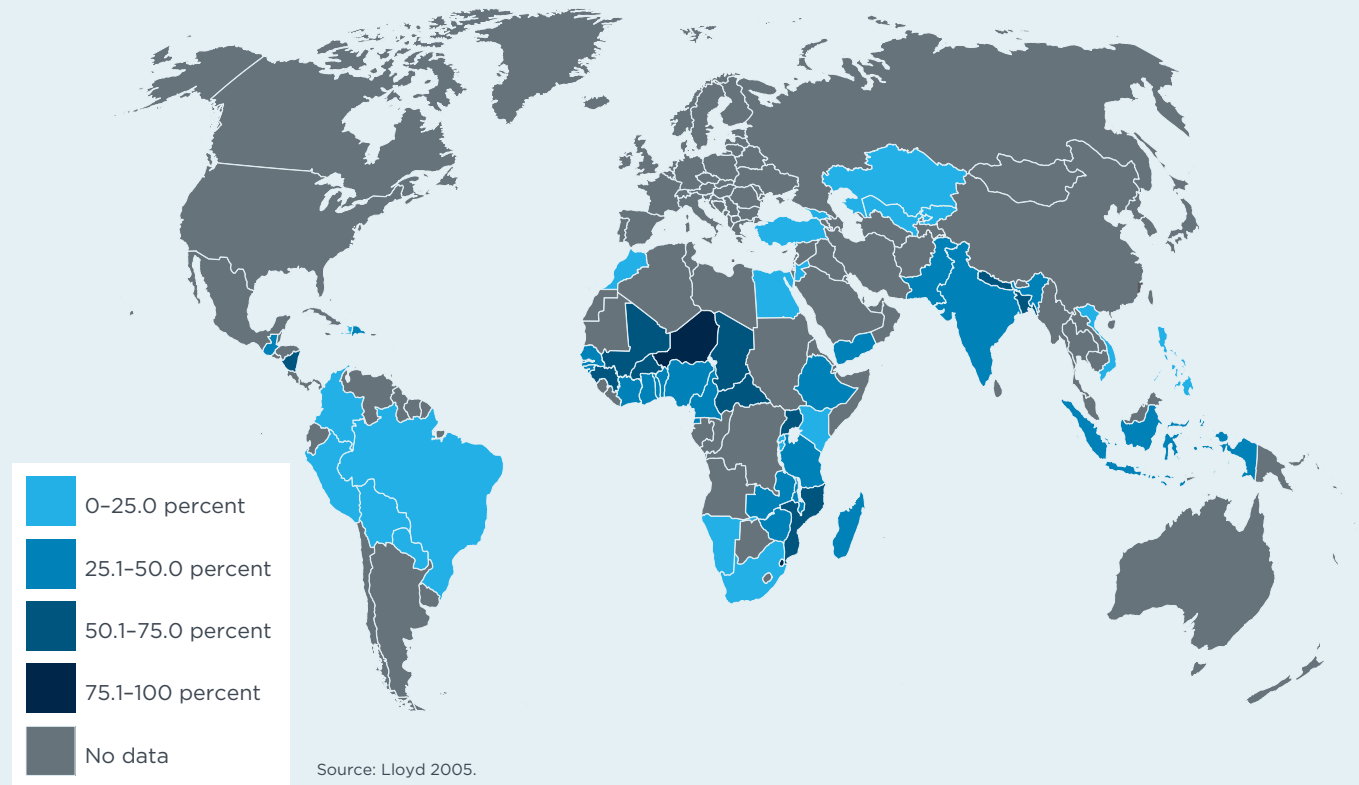 0–25.0 percent
25.1–50.0 percent
50.1–75.0 percent
75.1–100 percent
No data
Source: Lloyd 2005.